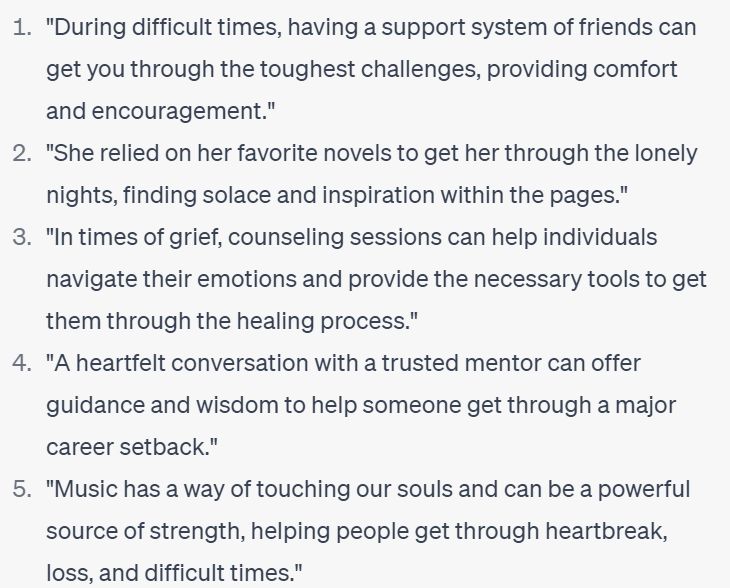 1. "During difficult times, having a support system of friends can
get you through the toughest challenges, providing comfort
and encouragement."
2. "She relied on her favorite novels to get her through the lonely
nights, finding solace and inspiration within the pages."
3. "In times of grief, counseling sessions can help individuals
navigate their emotions and provide the necessary tools to get
them through the healing process."
4. "A heartfelt conversation with a trusted mentor can offer
guidance and wisdom to help someone get through a major
career setback."
5. "Music has a way of touching our souls and can be a powerful
source of strength, helping people get through heartbreak,
loss, and difficult times."